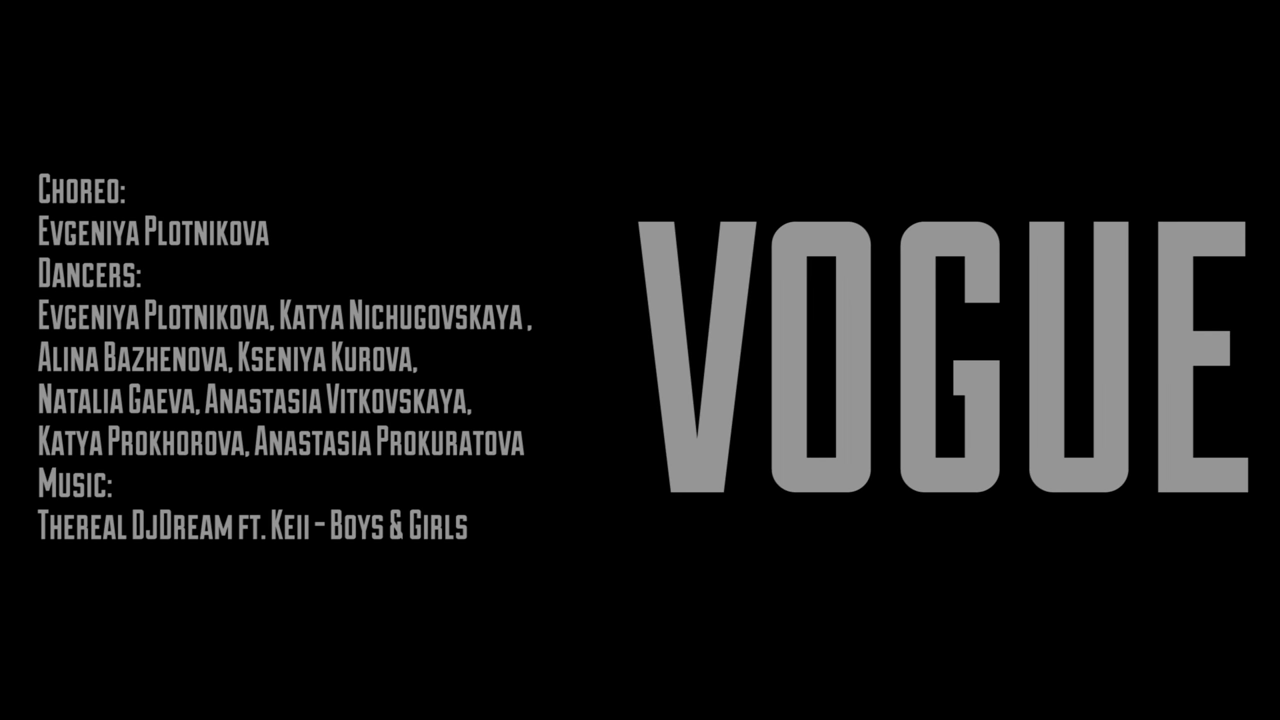 Choreo:
Evgeniya Plotnikova
Dancers:
Evgeniya Plotnikova, Katya Nichugovskaya ,
Alina Bazhenova, Kseniya Kurova,
Natalia Gaeva, Anastasia Vitkovskaya,
Katya Prokhorova, Anastasia Prokuratova
Music:
Thereal DjDream ft. Keii - Boys & Girls
VOGUE